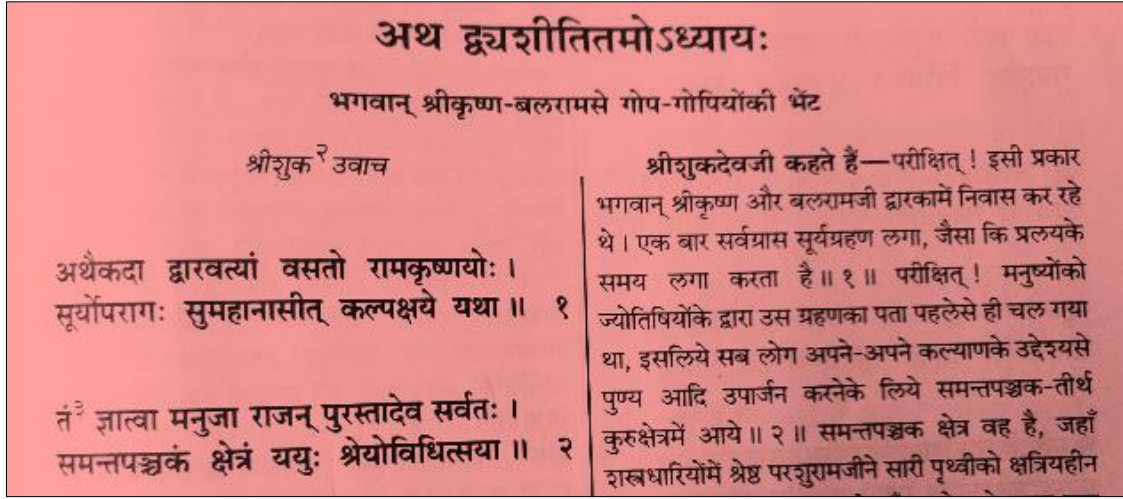 अथ द्व्यशीतितमोऽध्यायः
भगवान् श्रीकृष्ण-बलरामसे गोप-गोपियोंकी भेंट
श्रीशुक२ उवाच
अथैकदा द्वारवत्यां वसतो रामकृष्णयोः ।
सूर्योपरागः सुमहानासीत् कल्पक्षये यथा ॥ १
तं३ ज्ञात्वा मनुजा राजन् पुरस्तादेव सर्वतः ।
समन्तपञ्चकं क्षेत्रं ययुः श्रेयोविधित्सया ॥ २
श्रीशुकदेवजी कहते हैं—परीक्षित् ! इसी प्रकार
भगवान् श्रीकृष्ण और बलरामजी द्वारकामें निवास कर रहे
थे । एक बार सर्वग्रास सूर्यग्रहण लगा, जैसा कि प्रलयके
समय लगा करता है ॥ १ ॥ परीक्षित् ! मनुष्योंको
ज्योतिषियोंके द्वारा उस ग्रहणका पता पहलेसे ही चल गया
था, इसलिये सब लोग अपने-अपने कल्याणके उद्देश्यसे
पुण्य आदि उपार्जन करनेके लिये समन्तपञ्चक-तीर्थ
कुरुक्षेत्रमें आये ॥ २ ॥ समन्तपञ्चक क्षेत्र वह है, जहाँ
शस्त्रधारियोंमें श्रेष्ठ परशुरामजीने सारी पृथ्वीको क्षत्रियहीन